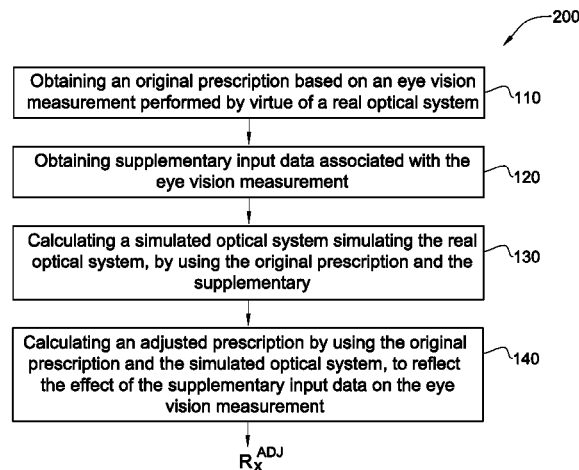 200
Obtaining an original prescription based on an eye vision
measurement performed by virtue of a real optical system
110
Obtaining supplementary input data associated with the
eye vision measurement
120
Calculating a simulated optical system simulating the real
optical system, by using the original prescription and the
supplementary
130
Calculating an adjusted prescription by using the original
prescription and the simulated optical system, to reflect
the effect of the supplementary input data on the eye
vision measurement
140
Rx ADJ